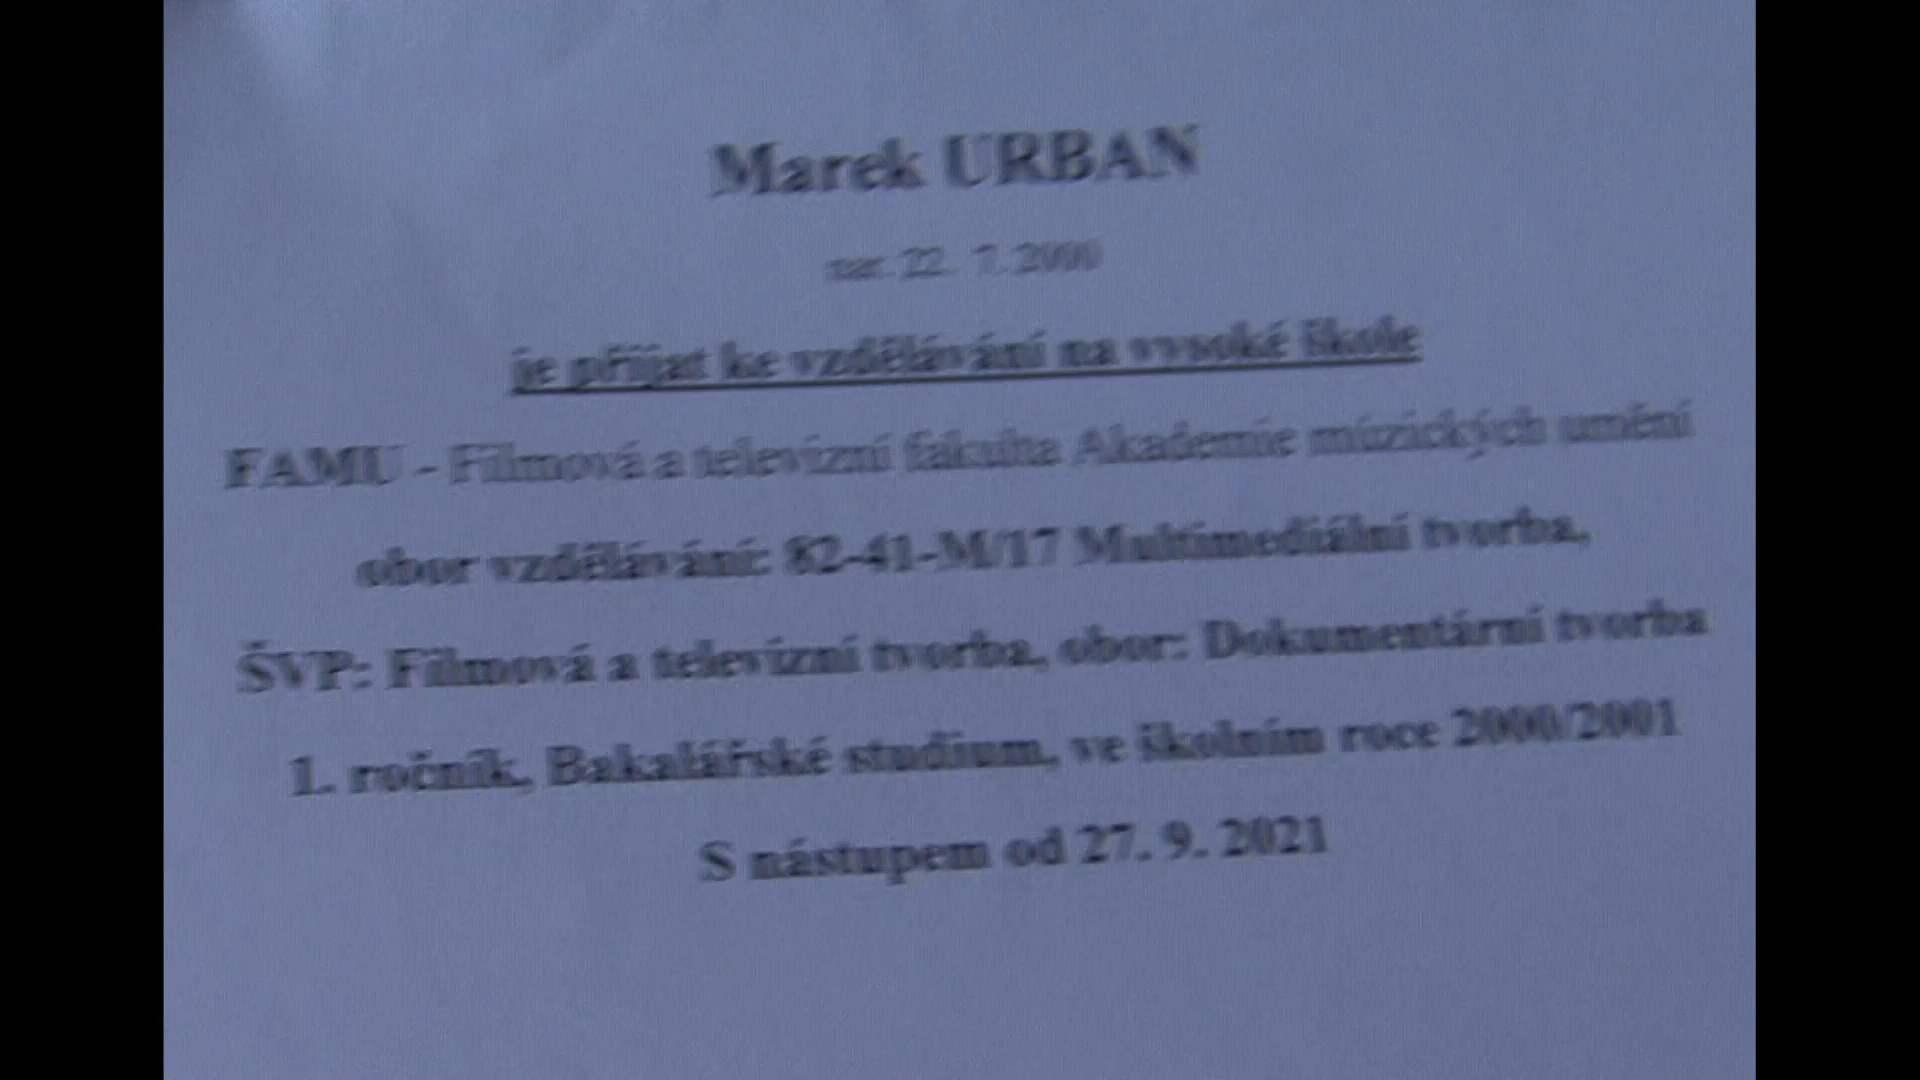 Marek URBAN
nar. 22. 7. 2000
je přijat ke vzdělávání na vysoké škole
FAMU - Filmová a televizní fakulta Akademie múzických umění
obor vzdělávání: 82-41-M/17 Multimediální tvorba,
ŠVP: Filmová a televizní tvorba, obor: Dokumentární tvorba
1. ročník, Bakalářské studium, ve školním roce 2000/2001
S nástupem od 27. 9. 2021